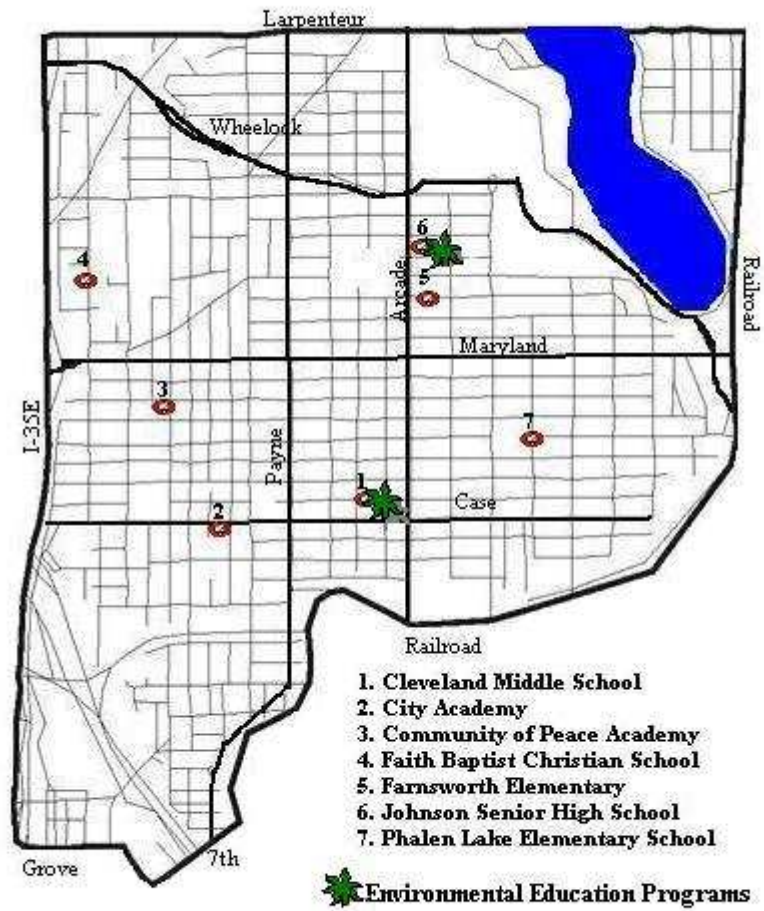 Larpenteur
Wheelock
6
4
5
Arcade
Railroad
Maryland
3
I-35E
7
Payne
1
Case
2
Railroad
1. Cleveland Middle School
2. City Academy
3. Community of Peace Academy
4. Faith Baptist Christian School
5. Farnsworth Elementary
6. Johnson Senior High School
7. Phalen Lake Elementary School
7th
Grove
Environmental Education Programs